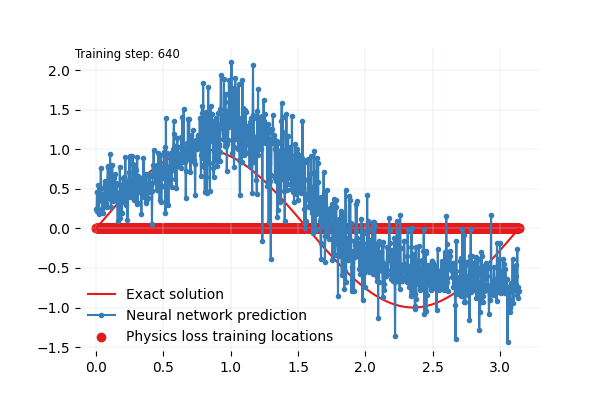 Training step: 640
2.0
1.5
1.0
0.5
0.0
−0.5
−1.0
−1.5
Exact solution
Neural network prediction
Physics loss training locations
0.0 0.5 1.0 1.5 2.0 2.5 3.0